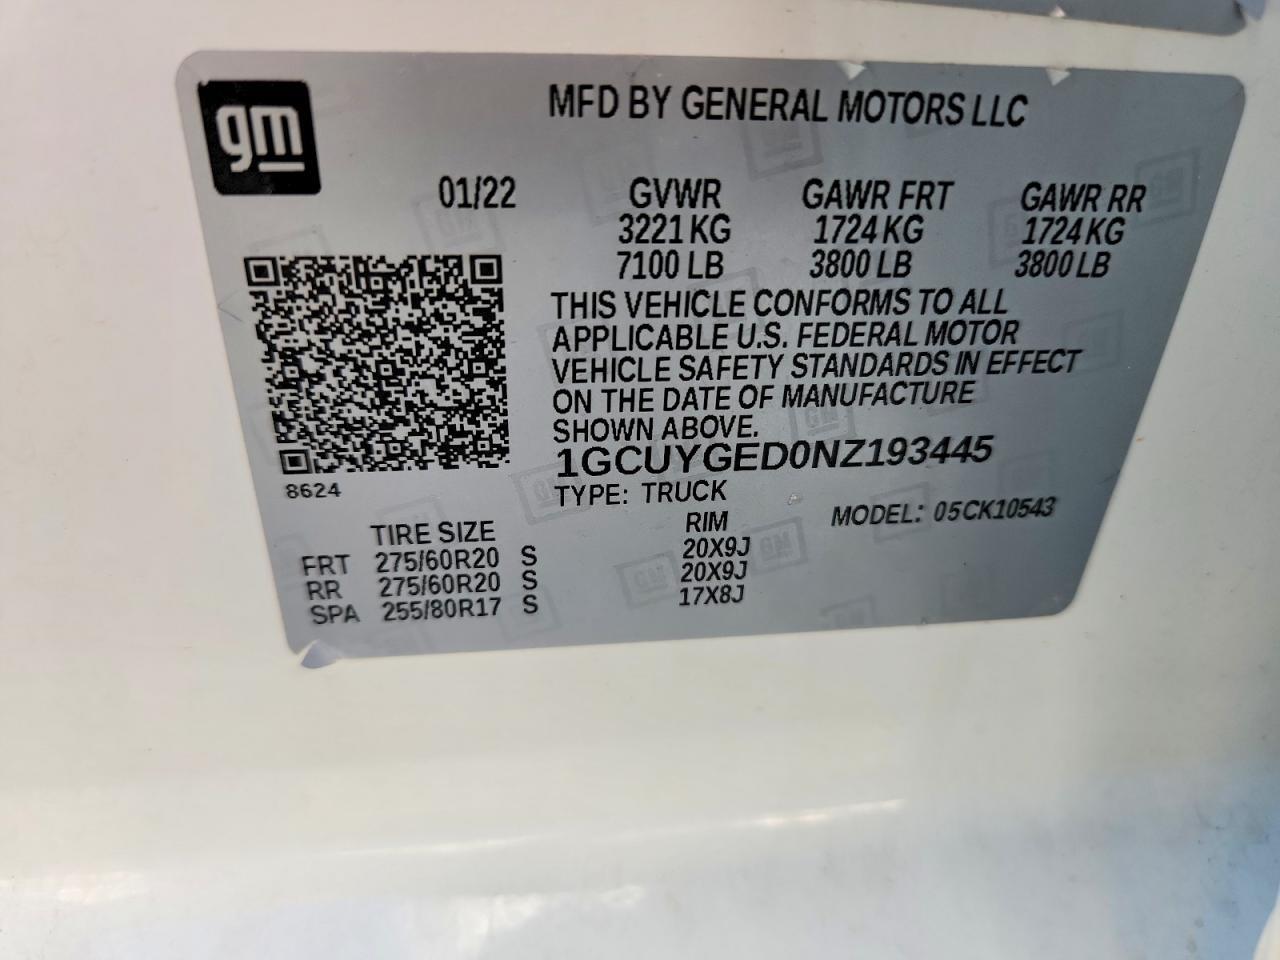 gm
MFD BY GENERAL MOTORS LLC
01/22 GVWR GAWR FRT GAWR RR
3221 KG 1724 KG 1724 KG
7100 LB 3800 LB 3800 LB
THIS VEHICLE CONFORMS TO ALL
APPLICABLE U.S. FEDERAL MOTOR
VEHICLE SAFETY STANDARDS IN EFFECT
ON THE DATE OF MANUFACTURE
SHOWN ABOVE.
1GCUYGED0NZ193445
8624
TYPE: TRUCK MODEL: 05CK10543
TIRE SIZE RIM
FRT 275/60R20 S 20X9J
RR 275/60R20 S 20X9J
SPA 255/80R17 S 17X8J